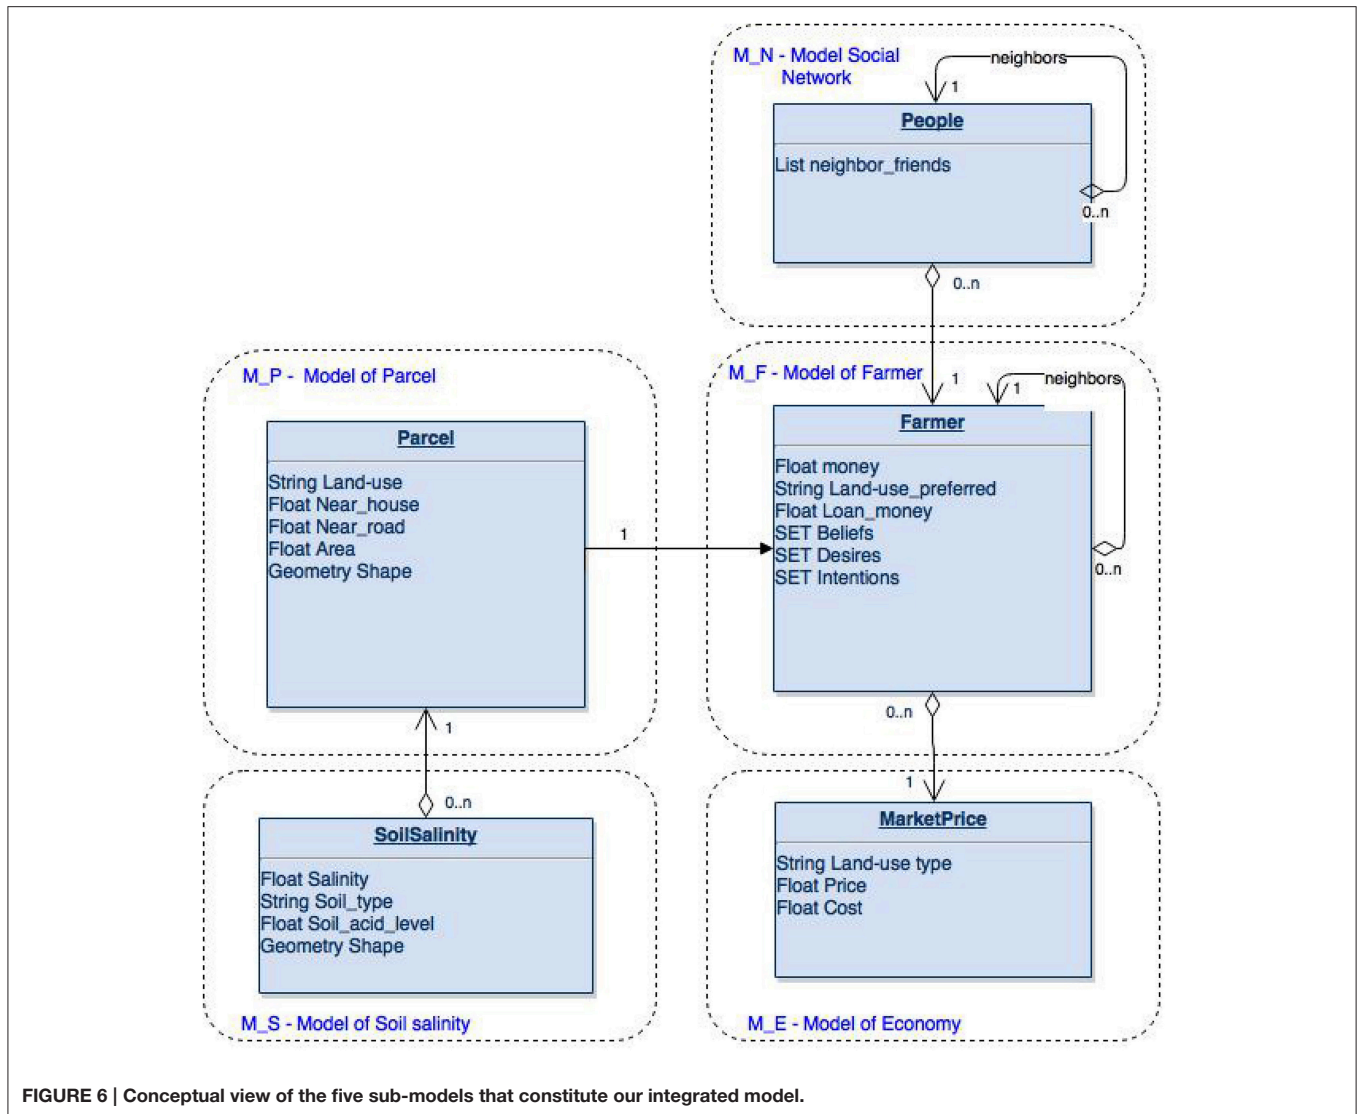 M_N - Model Social
Network
neighbors
1
People
List neighbor_friends
0..n
0..n
M_P - Model of Parcel
M_F - Model of Farmer
1
1
neighbors
Parcel
String Land-use
Float Near_house
Float Near_road
Float Area
Geometry Shape
1
Farmer
Float money
String Land-use_preferred
Float Loan_money
SET Beliefs
SET Desires
SET Intentions
0..n
1
0..n
0..n
1
SoilSalinity
Float Salinity
String Soil_type
Float Soil_acid_level
Geometry Shape
M_S - Model of Soil salinity
MarketPrice
String Land-use type
Float Price
Float Cost
M_E - Model of Economy
FIGURE 6 | Conceptual view of the five sub-models that constitute our integrated model.